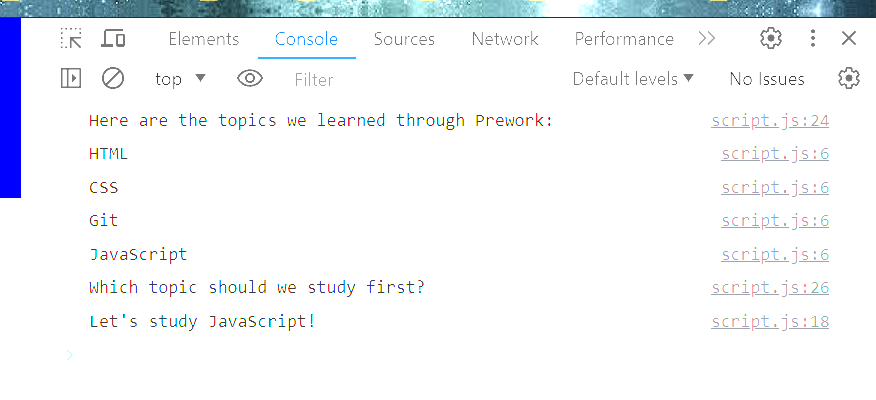 Elements Console Sources Network Performance
top Filter Default levels No Issues
Here are the topics we learned through Prework: script.js:24
HTML script.js:6
CSS script.js:6
Git script.js:6
JavaScript script.js:6
Which topic should we study first? script.js:26
Let's study JavaScript! script.js:18